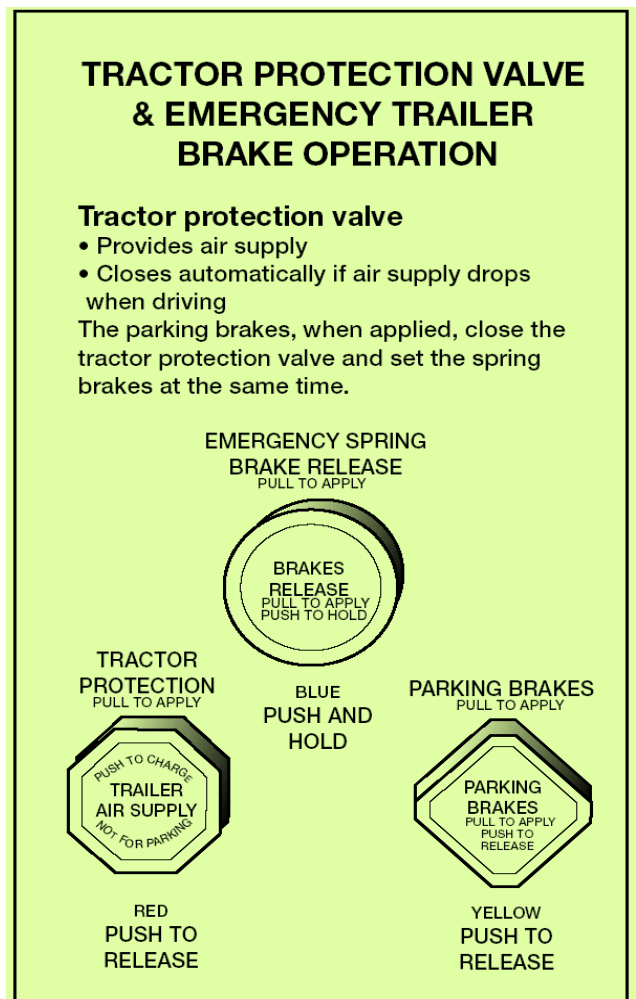 TRACTOR PROTECTION VALVE
& EMERGENCY TRAILER
BRAKE OPERATION
Tractor protection valve
• Provides air supply
• Closes automatically if air supply drops
when driving
The parking brakes, when applied, close the
tractor protection valve and set the spring
brakes at the same time.
EMERGENCY SPRING
BRAKE RELEASE
PULL TO APPLY
BRAKES
RELEASE
PULL TO APPLY
PUSH TO HOLD
BLUE
PUSH AND
HOLD
TRACTOR
PROTECTION
PULL TO APPLY
PUSH TO CHARGE
TRAILER
AIR SUPPLY
NOT FOR PARKING
RED
PUSH TO
RELEASE
PARKING BRAKES
PULL TO APPLY
PARKING
BRAKES
PULL TO APPLY
PUSH TO
RELEASE
YELLOW
PUSH TO
RELEASE